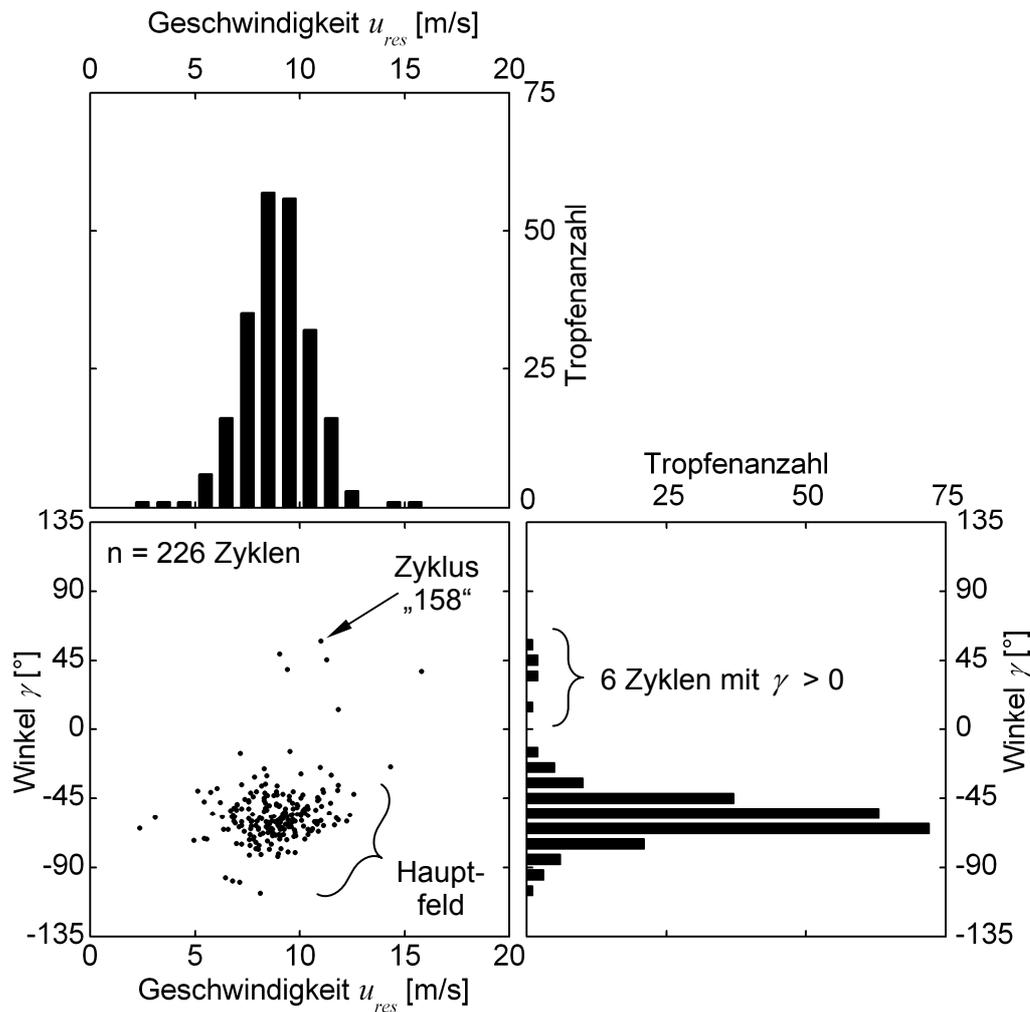 Geschwindigkeit u_res [m/s]
0 5 10 15 20
75
50
25
0
Tropfenanzahl
Tropfenanzahl
25 50 75
135
90
45
0
-45
-90
-135
Winkel γ [°]
n = 226 Zyklen
Zyklus
„158“
Haupt-
feld
0 5 10 15 20
Geschwindigkeit u_res [m/s]
6 Zyklen mit γ > 0
135
90
45
0
-45
-90
-135
Winkel γ [°]